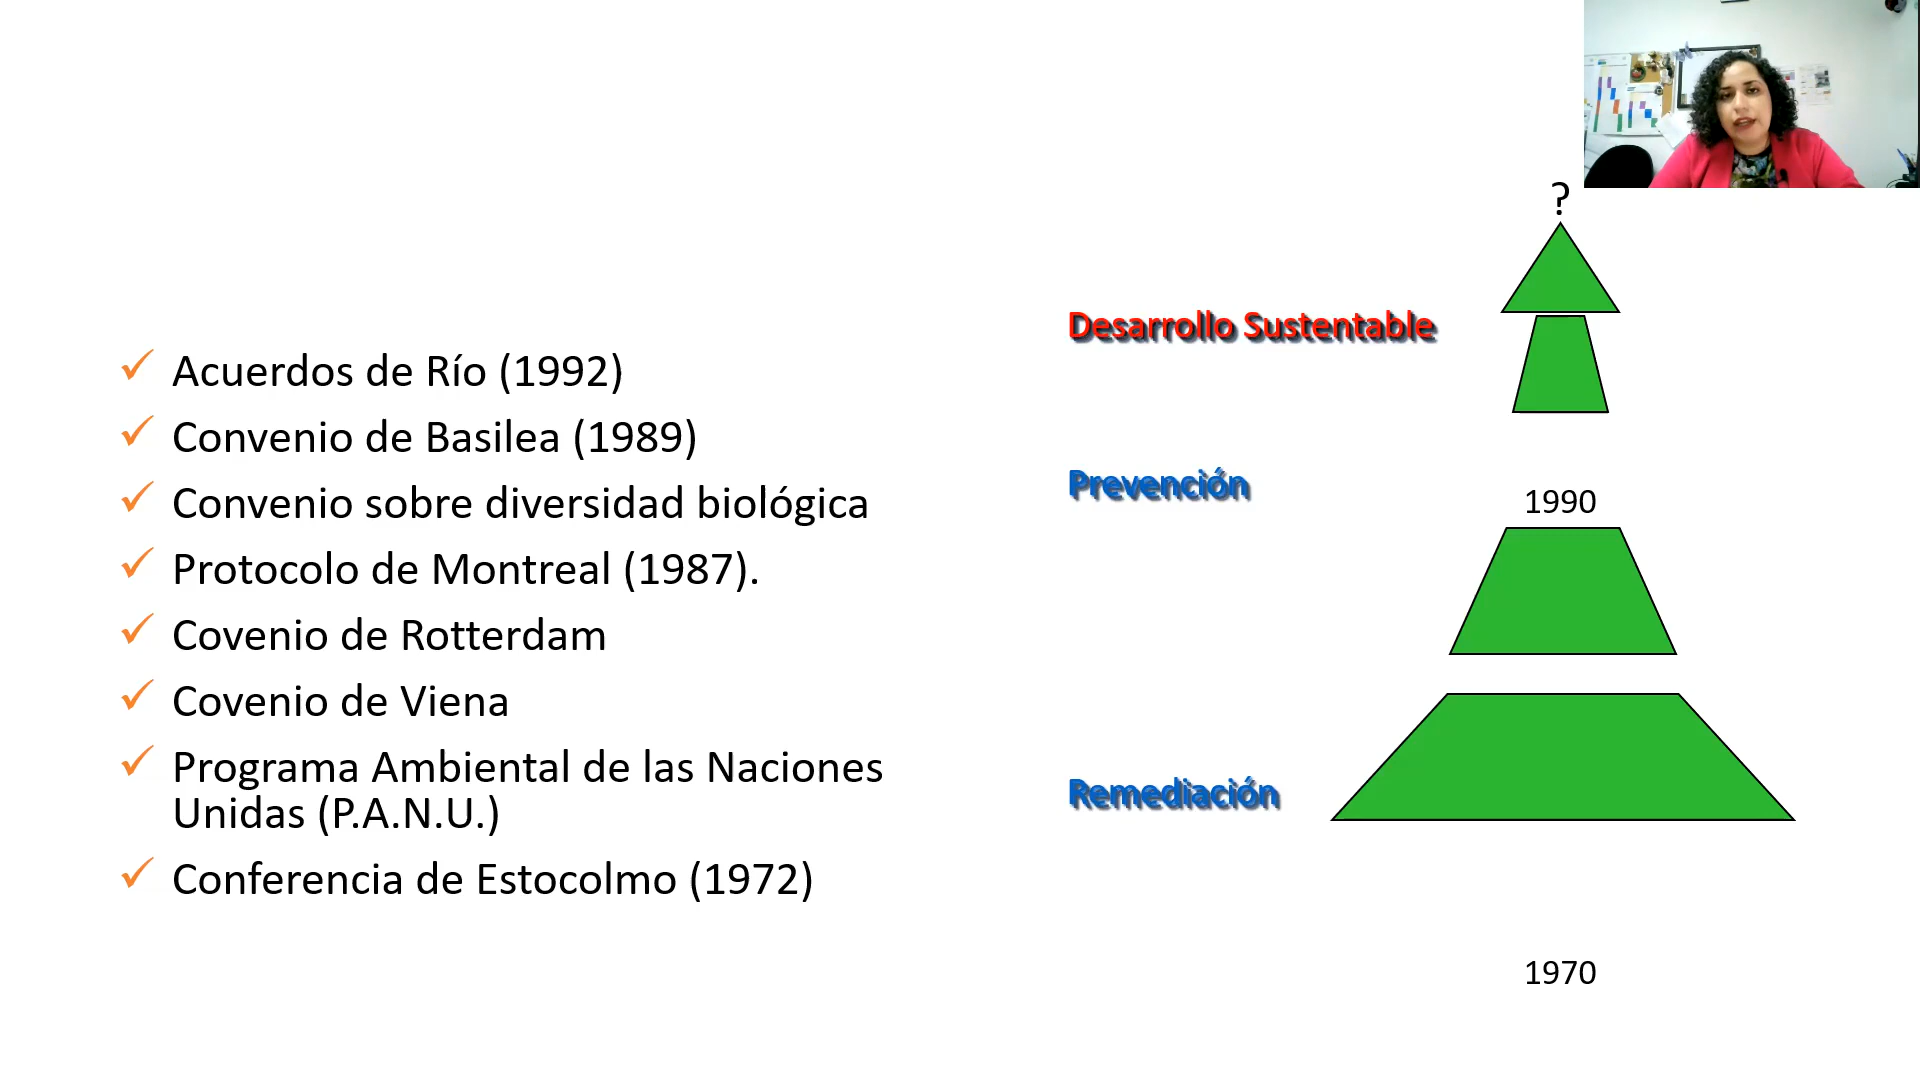 Acuerdos de Río (1992)
Convenio de Basilea (1989)
Convenio sobre diversidad biológica
Protocolo de Montreal (1987).
Covenio de Rotterdam
Covenio de Viena
Programa Ambiental de las Naciones
Unidas (P.A.N.U.)
Conferencia de Estocolmo (1972)
?
Desarrollo Sustentable
Prevención
1990
Remediación
1970